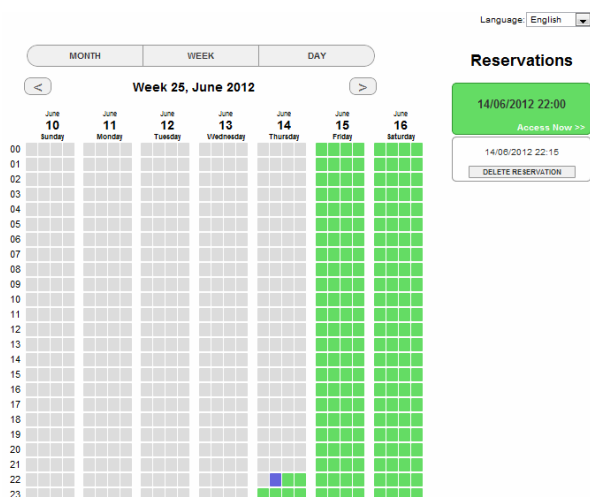 Language: English
MONTH WEEK DAY
Reservations
< Week 25, June 2012 >
14/06/2012 22:00
Access Now >>
June June June June June June June
10 11 12 13 14 15 16
Sunday Monday Tuesday Wednesday Thursday Friday Saturday
14/06/2012 22:15
DELETE RESERVATION
00
01
02
03
04
05
06
07
08
09
10
11
12
13
14
15
16
17
18
19
20
21
22
23